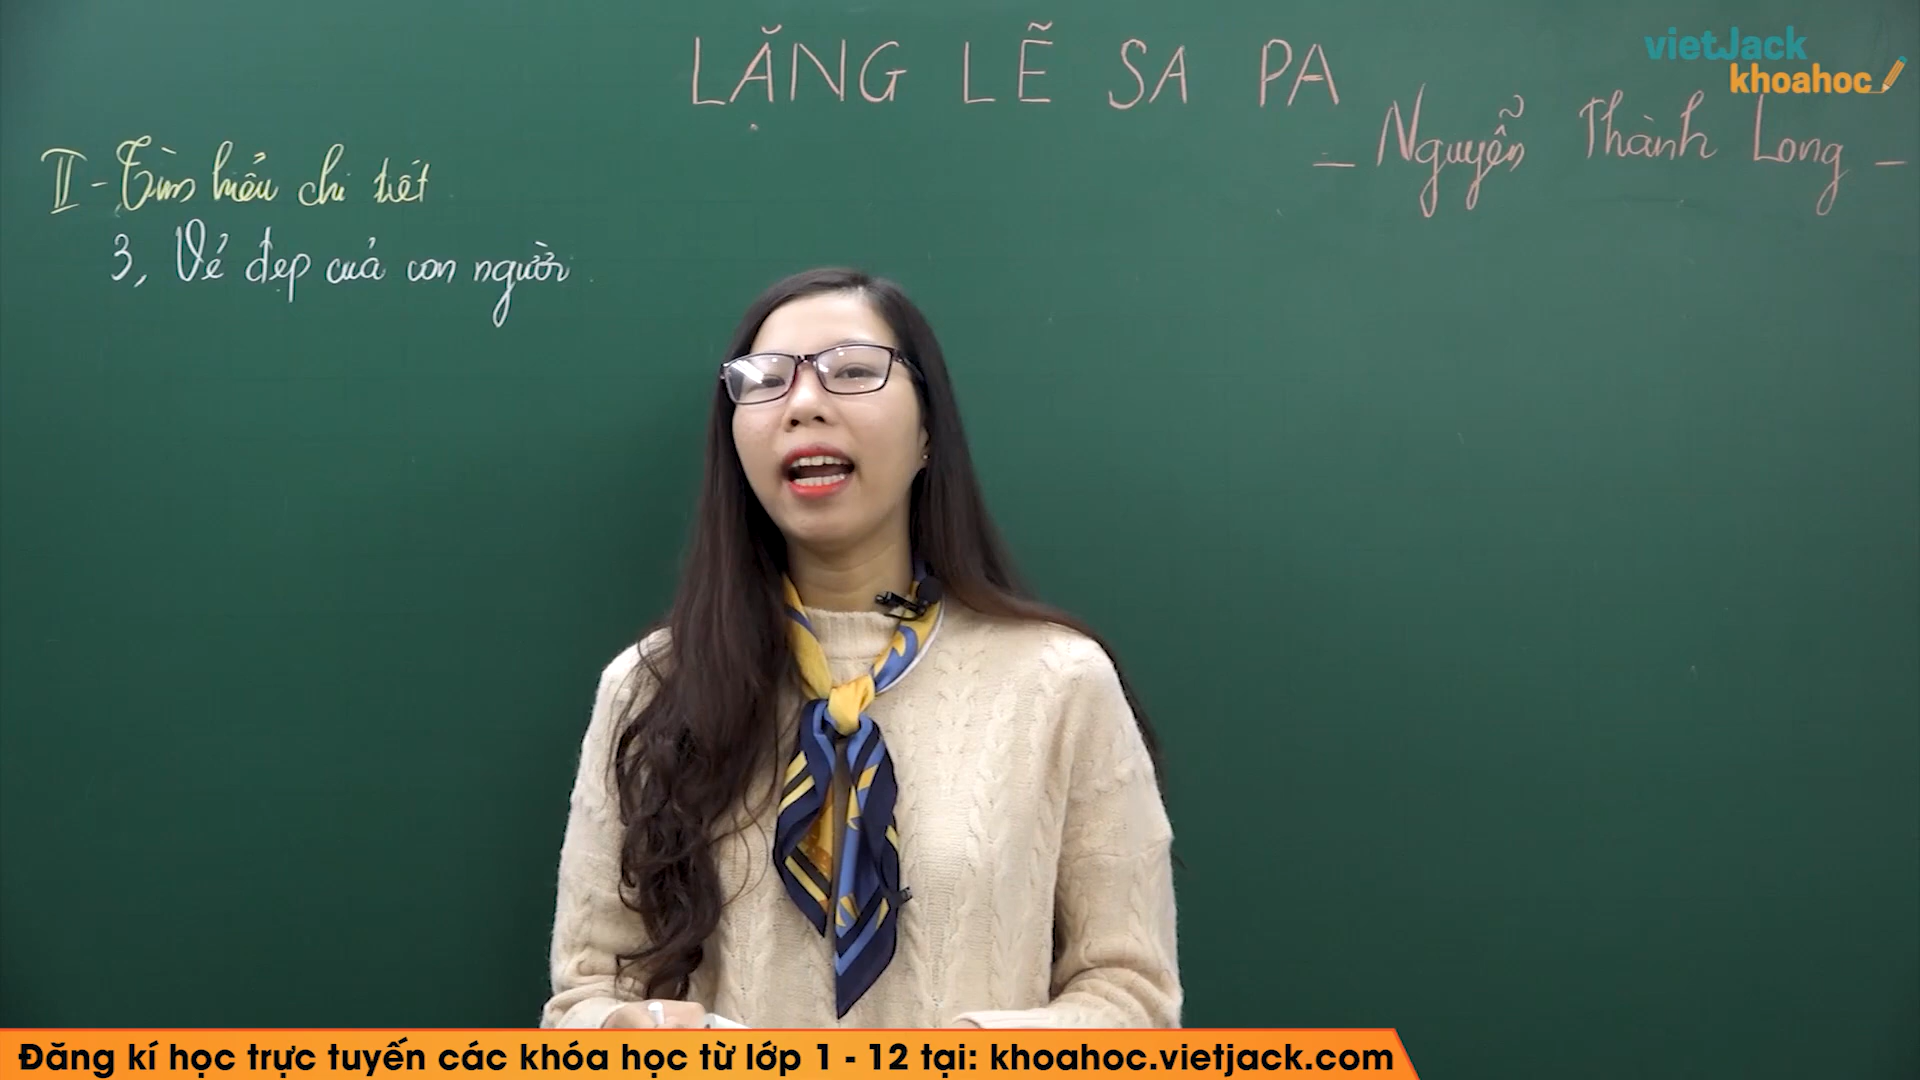 LẶNG LẼ SA PA
vietJack
khoahoc
- Nguyễn Thành Long -
II - Tìm hiểu chi tiết
3, Vẻ đẹp của con người
Đăng kí học trực tuyến các khóa học từ lớp 1 - 12 tại: khoahoc.vietjack.com